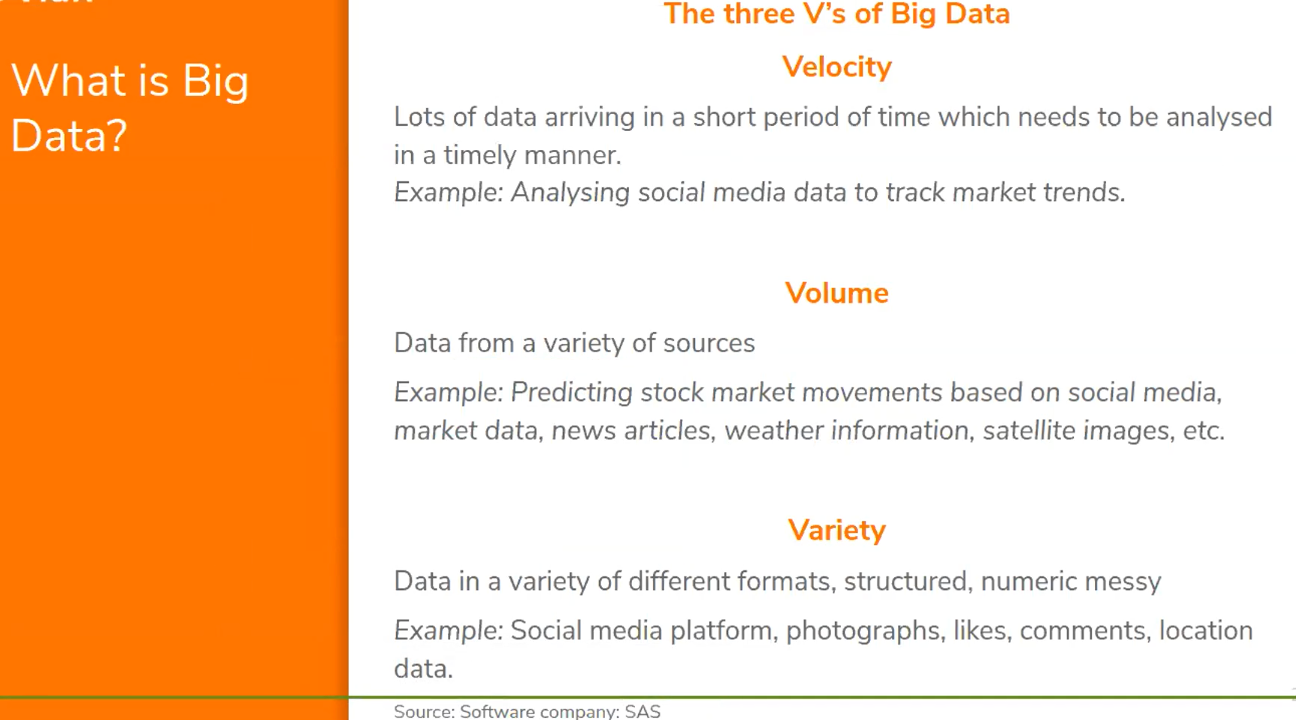 What is Big
Data?
The three V's of Big Data
Velocity
Lots of data arriving in a short period of time which needs to be analysed
in a timely manner.
Example: Analysing social media data to track market trends.
Volume
Data from a variety of sources
Example: Predicting stock market movements based on social media,
market data, news articles, weather information, satellite images, etc.
Variety
Data in a variety of different formats, structured, numeric messy
Example: Social media platform, photographs, likes, comments, location
data.
Source: Software company: SAS